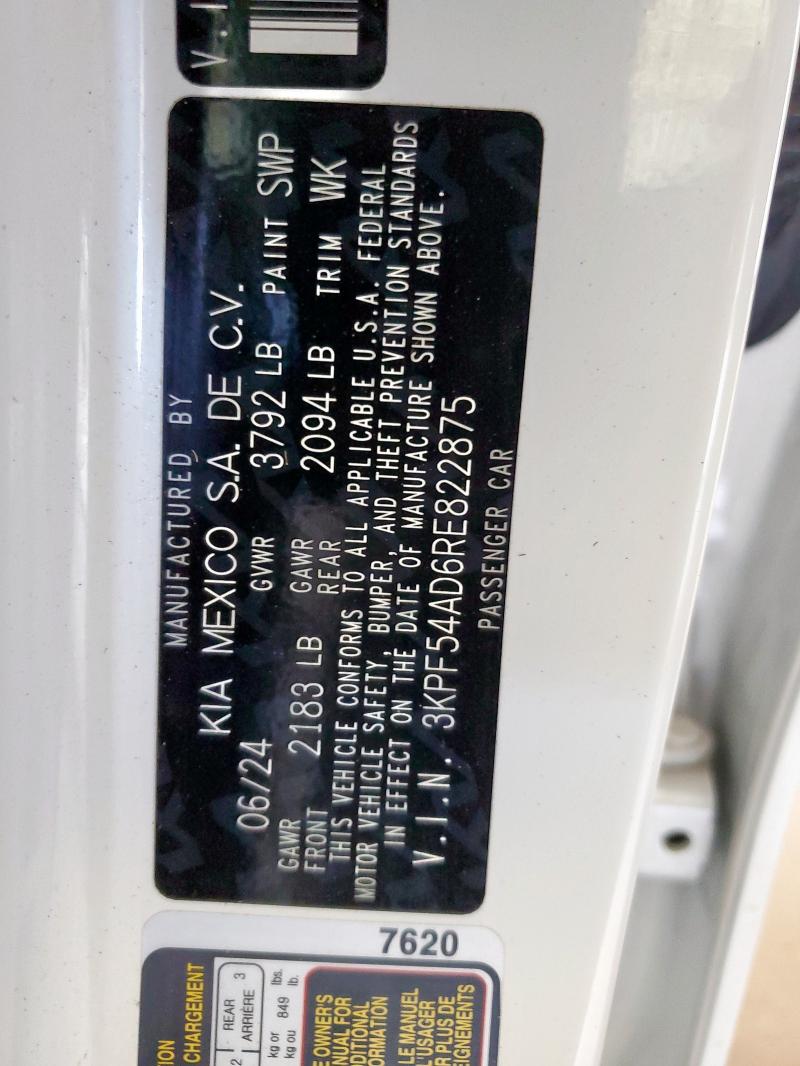 V.I
MANUFACTURED BY
KIA MEXICO S.A. DE C.V.
06/24 GVWR 3792 LB PAINT SWP
GAWR FRONT 2183 LB GAWR REAR 2094 LB TRIM WK
THIS VEHICLE CONFORMS TO ALL APPLICABLE U.S.A. FEDERAL
MOTOR VEHICLE SAFETY, BUMPER, AND THEFT PREVENTION STANDARDS
IN EFFECT ON THE DATE OF MANUFACTURE SHOWN ABOVE.
V.I.N. 3KPF54AD6RE822875
PASSENGER CAR
7620
TION
CHARGEMENT
2 REAR 3
ARRIÈRE
kg or 849 lbs.
kg ou lb.
E OWNER'S
NUAL FOR
DITIONAL
ORMATION
LE MANUEL
L'USAGER
R PLUS DE
EIGNEMENTS